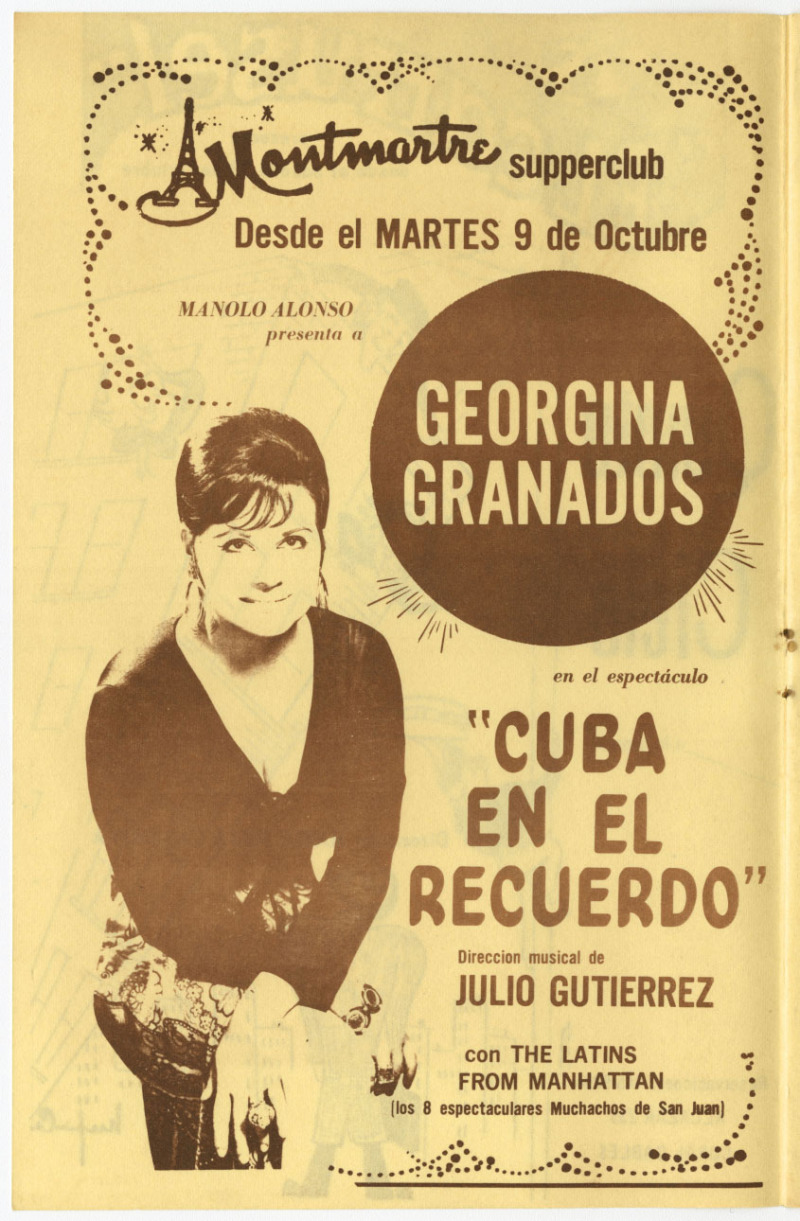 Montmartre supperclub
Desde el MARTES 9 de Octubre
MANOLO ALONSO
presenta a
GEORGINA
GRANADOS
en el espectáculo
"CUBA
EN EL
RECUERDO"
Direccion musical de
JULIO GUTIERREZ
con THE LATINS
FROM MANHATTAN
(los 8 espectaculares Muchachos de San Juan)